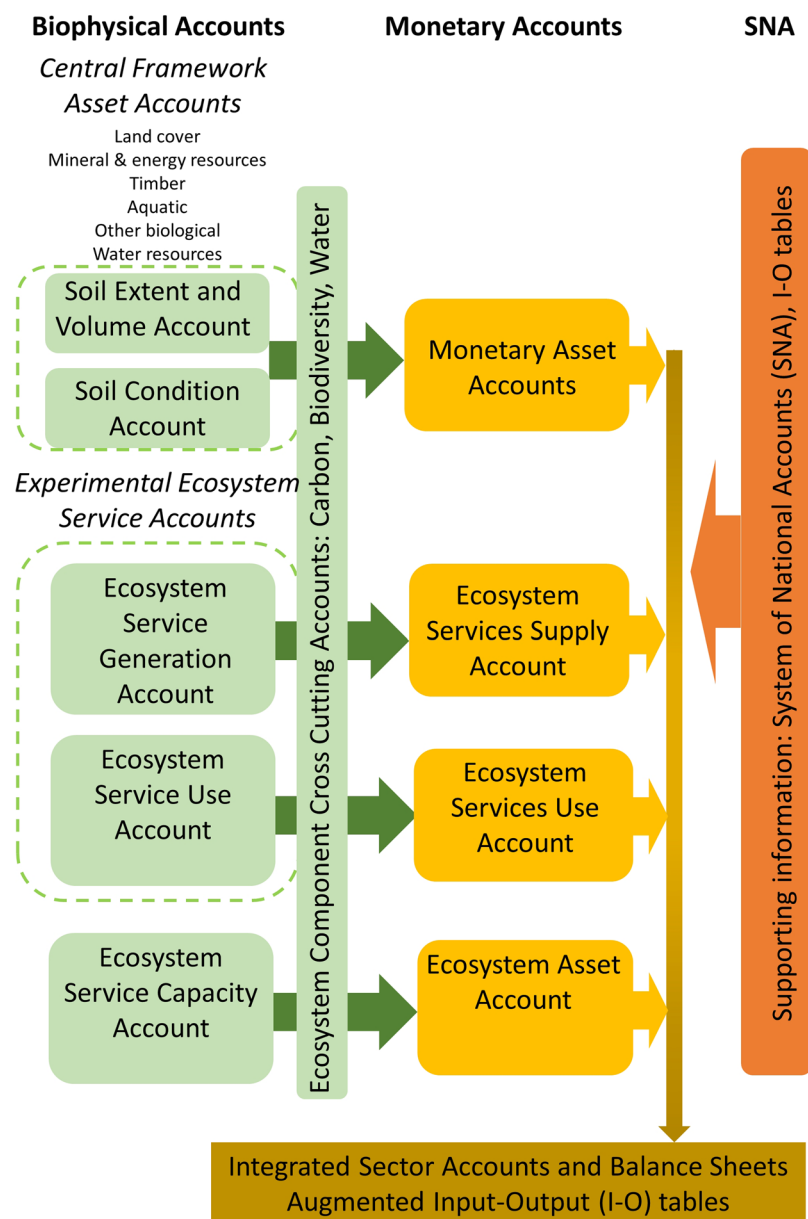 Biophysical Accounts
Monetary Accounts
SNA
Central Framework
Asset Accounts
Land cover
Mineral & energy resources
Timber
Aquatic
Other biological
Water resources
Soil Extent and
Volume Account
Soil Condition
Account
Experimental Ecosystem
Service Accounts
Ecosystem
Service
Generation
Account
Ecosystem
Service Use
Account
Ecosystem
Service Capacity
Account
Ecosystem Component Cross Cutting Accounts: Carbon, Biodiversity, Water
Monetary Asset
Accounts
Ecosystem
Services Supply
Account
Ecosystem
Services Use
Account
Ecosystem Asset
Account
Supporting information: System of National Accounts (SNA), I-O tables
Integrated Sector Accounts and Balance Sheets
Augmented Input-Output (I-O) tables